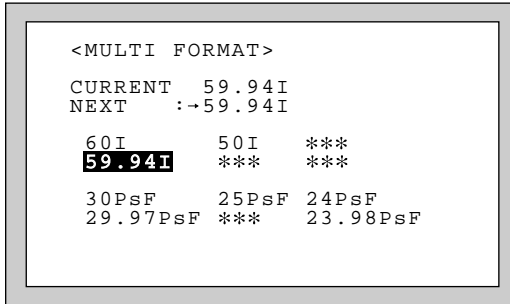 <MULTI FORMAT>
CURRENT 59.94I
NEXT :→59.94I
60I 50I ***
59.94I *** ***
30PsF 25PsF 24PsF
29.97PsF *** 23.98PsF